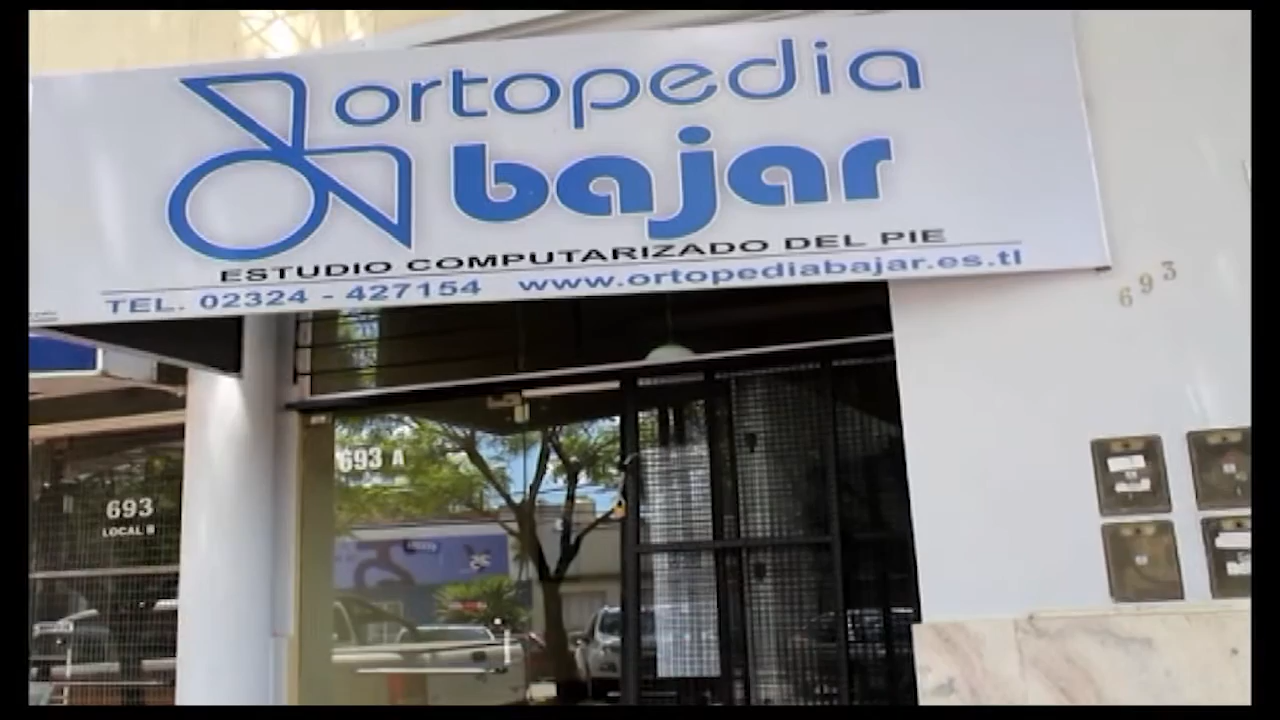 ortopedia
bajar
ESTUDIO COMPUTARIZADO DEL PIE
TEL. 02324 - 427154 www.ortopediabajar.es.tl
693
693 A
693
LOCAL B